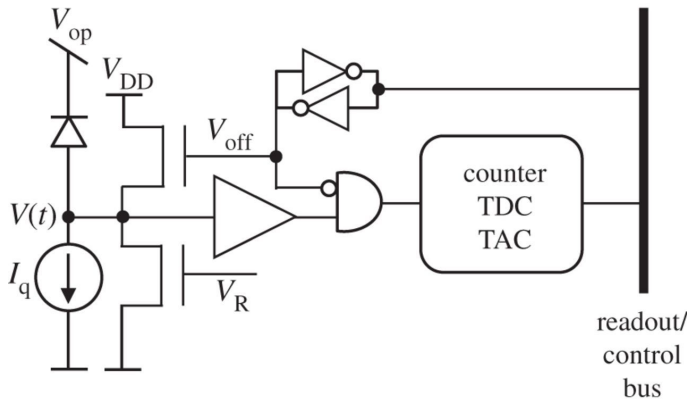 V_op
V_DD
V_off
V(t)
I_q
V_R
counter
TDC
TAC
readout/
control
bus